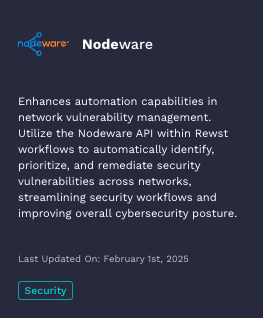 nodeware Nodeware
Enhances automation capabilities in
network vulnerability management.
Utilize the Nodeware API within Rewst
workflows to automatically identify,
prioritize, and remediate security
vulnerabilities across networks,
streamlining security workflows and
improving overall cybersecurity posture.
Last Updated On: February 1st, 2025
Security